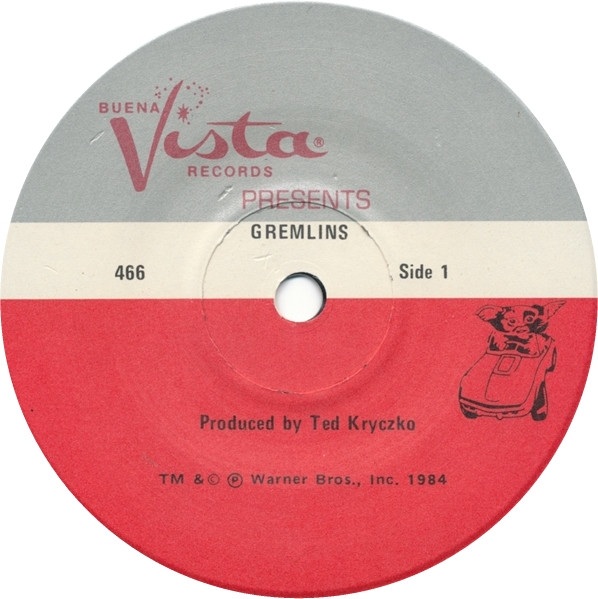 BUENA
Vista®
RECORDS
PRESENTS
GREMLINS
466
Side 1
Produced by Ted Kryczko
TM & © ℗ Warner Bros., Inc. 1984